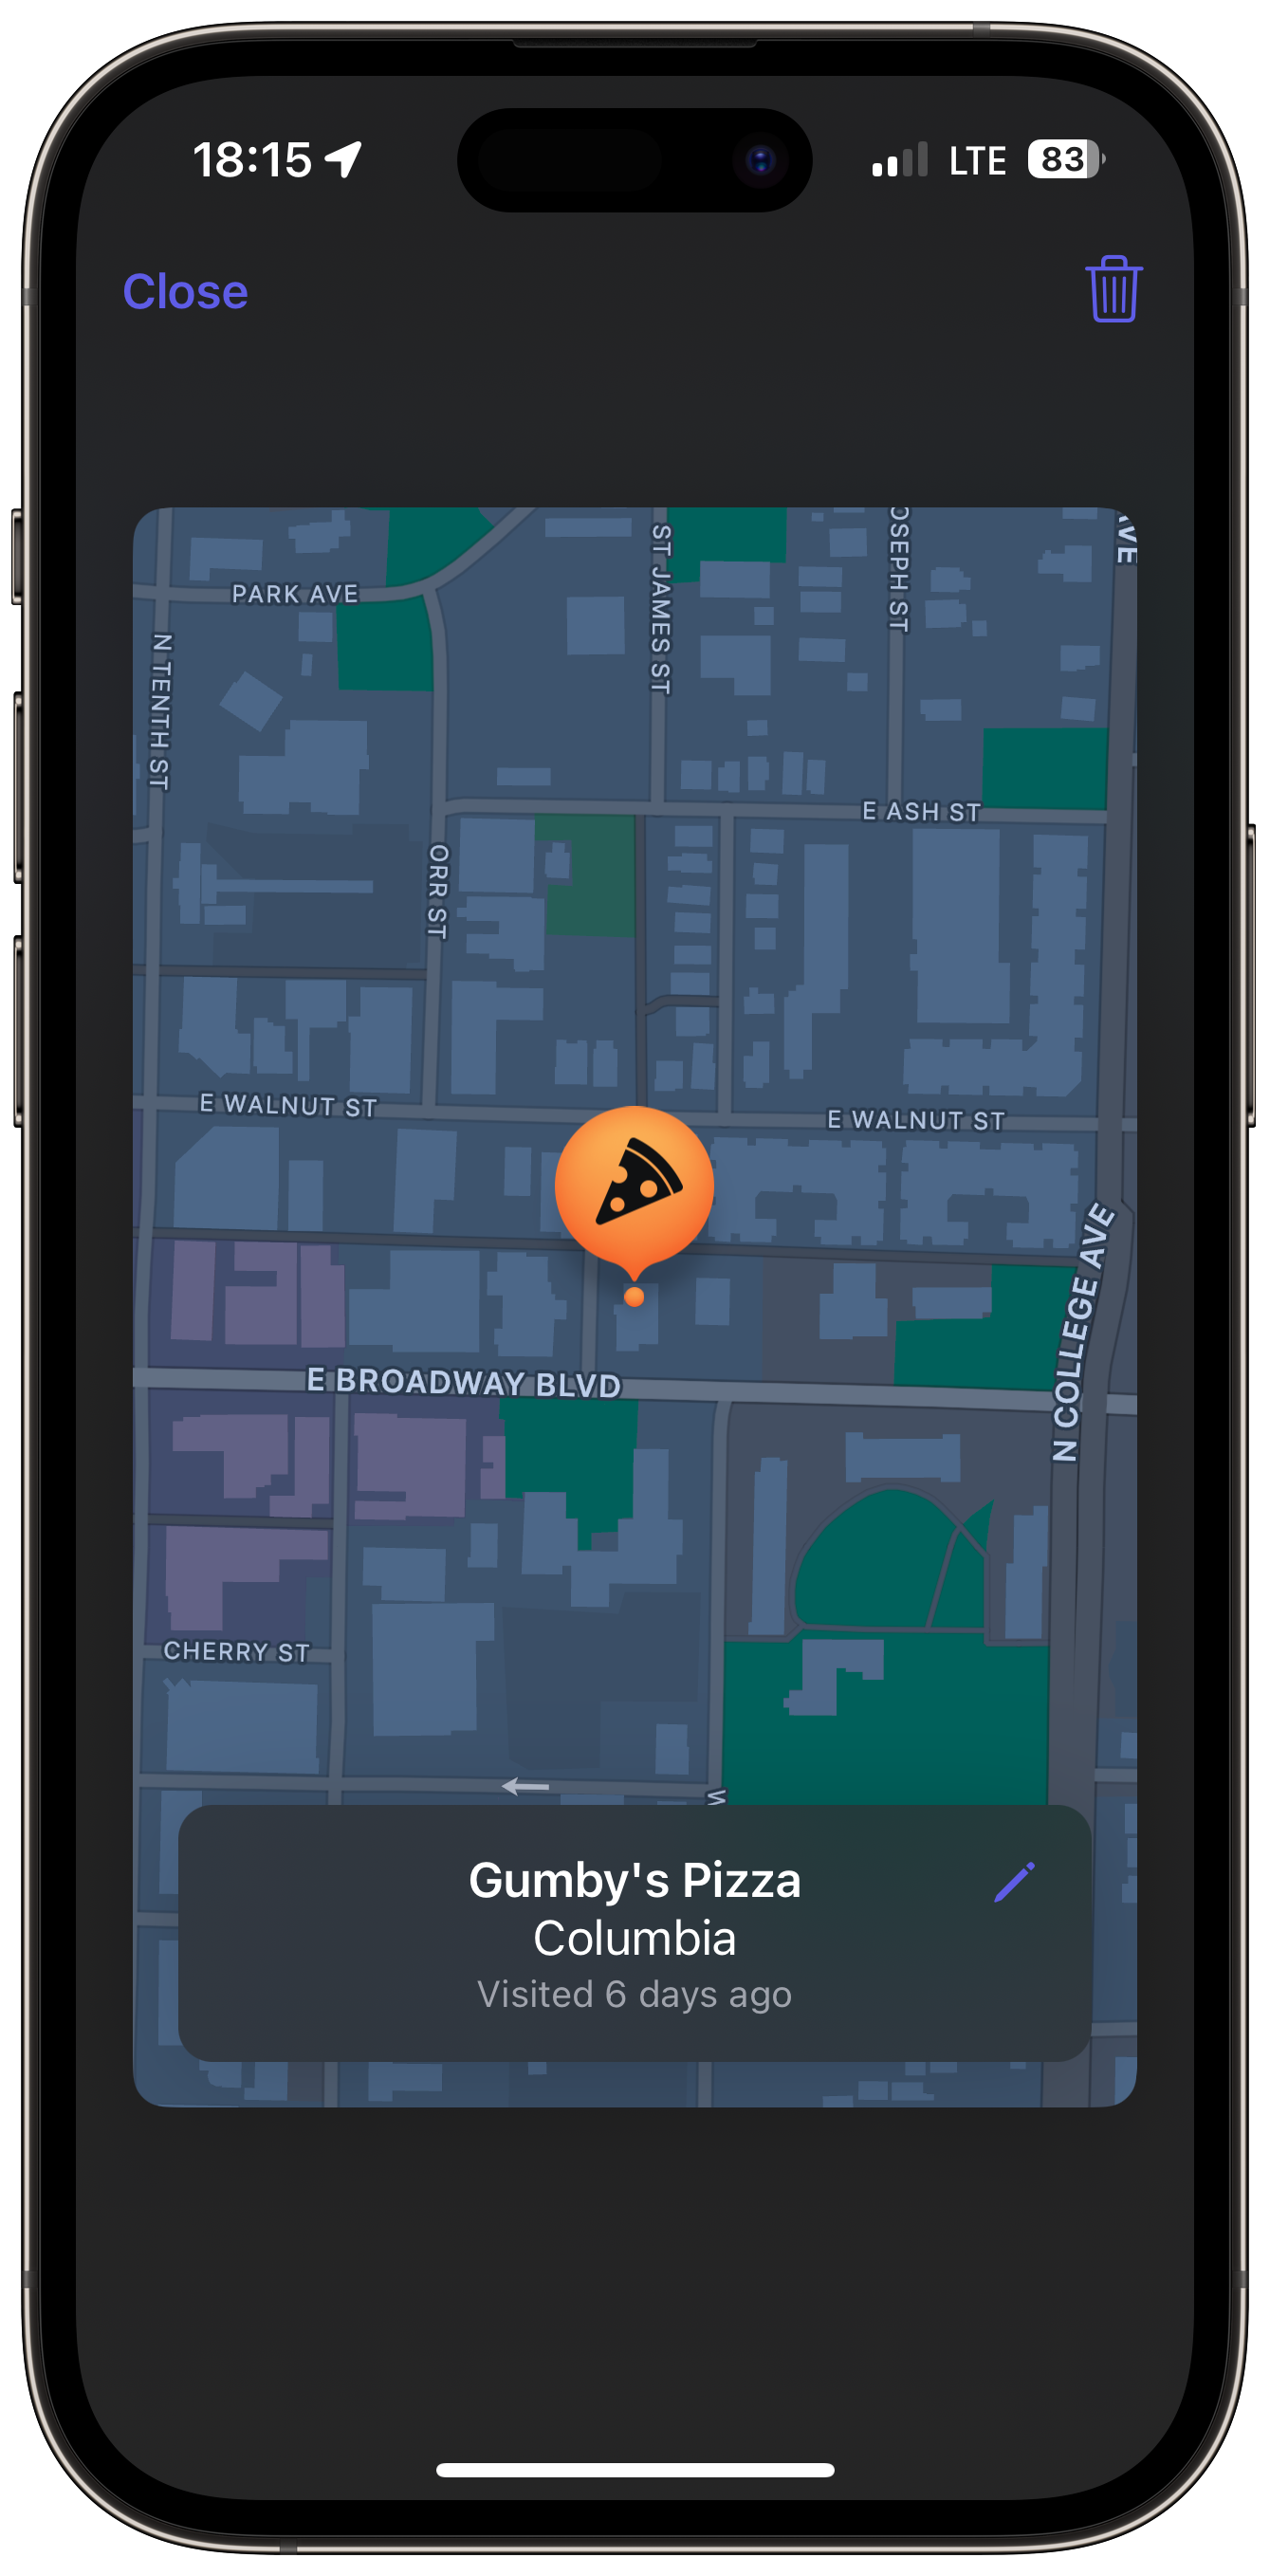 18:15
LTE
83
Close
PARK AVE
N TENTH ST
ST JAMES ST
OSEPH ST
AVE
E ASH ST
ORR ST
E WALNUT ST
E WALNUT ST
N COLLEGE AVE
E BROADWAY BLVD
CHERRY ST
W
Gumby's Pizza
Columbia
Visited 6 days ago